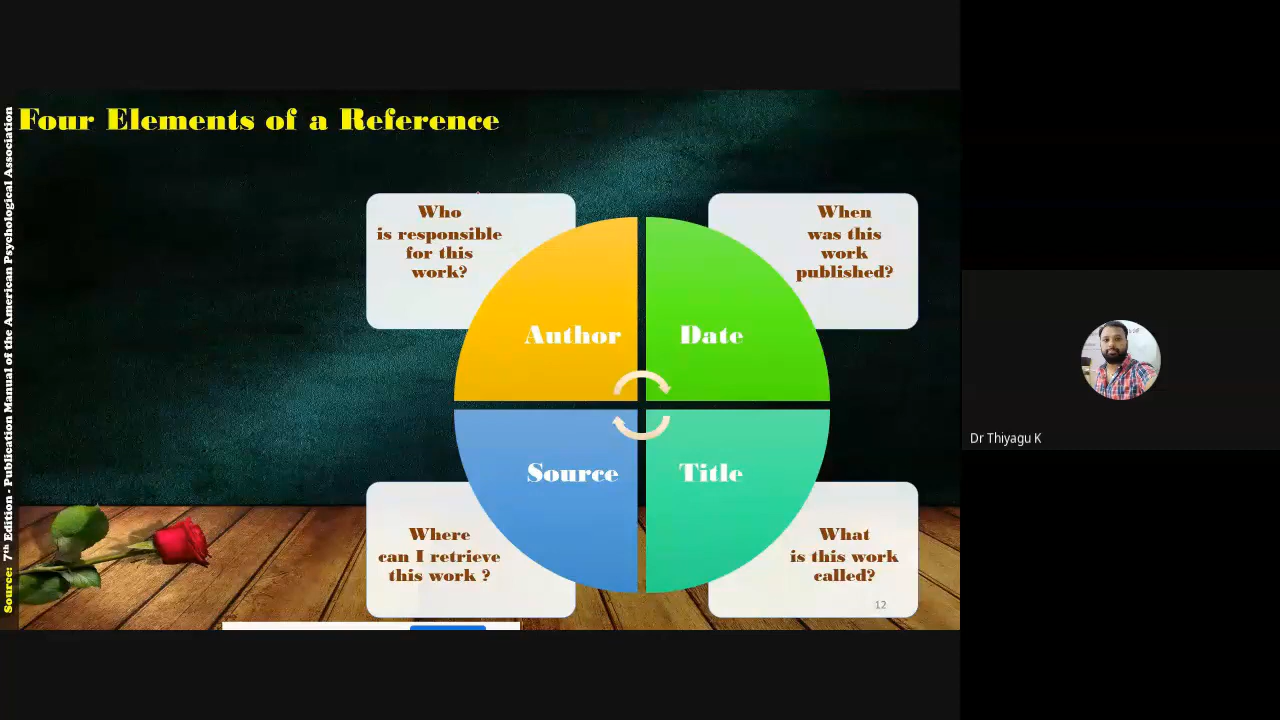 Four Elements of a Reference
Source: 7th Edition - Publication Manual of the American Psychological Association
Who
is responsible
for this
work?
When
was this
work
published?
Author
Date
Source
Title
Where
can I retrieve
this work ?
What
is this work
called?
12
Dr Thiyagu K